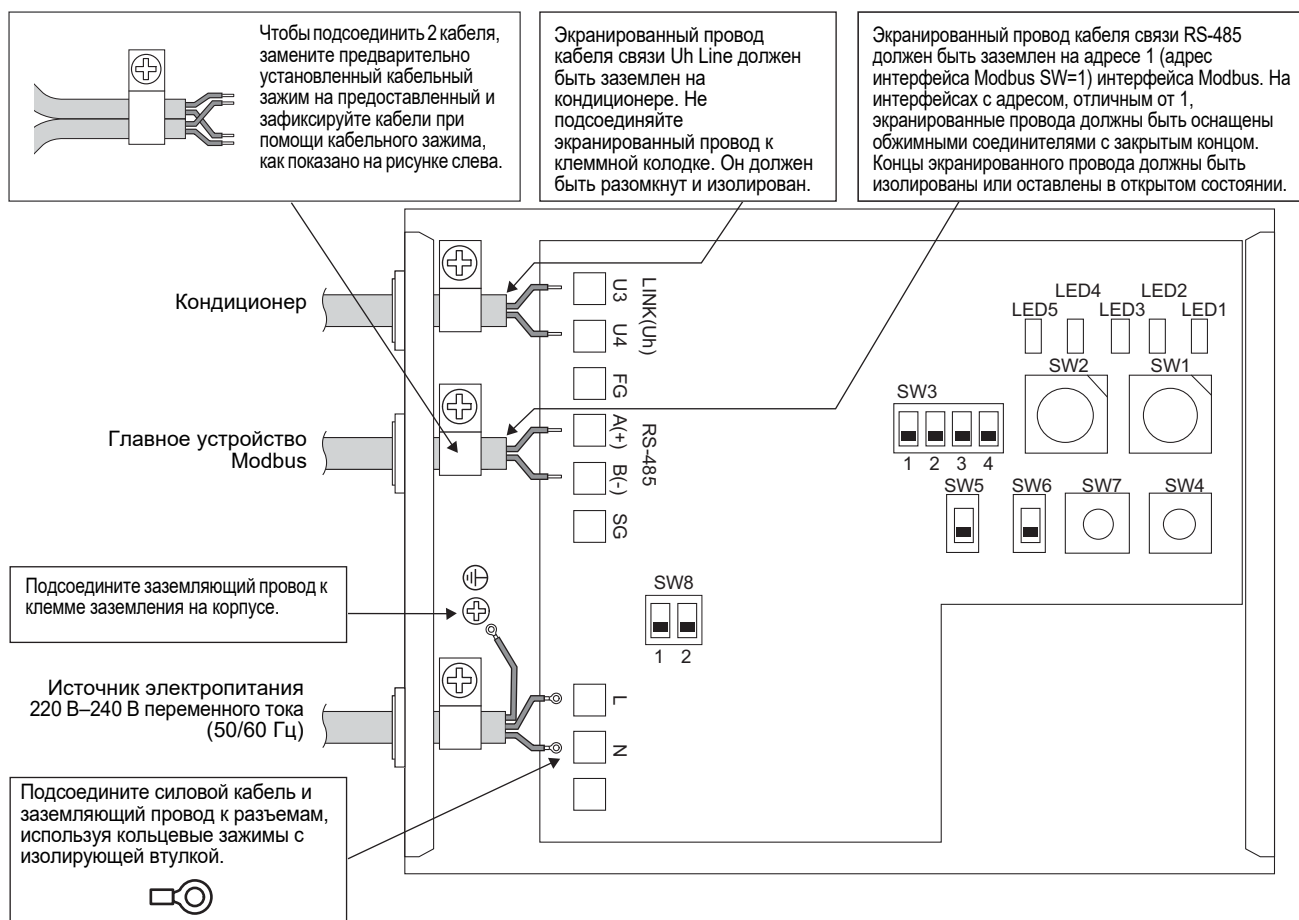 Чтобы подсоединить 2 кабеля,
замените предварительно
установленный кабельный
зажим на предоставленный и
зафиксируйте кабели при
помощи кабельного зажима,
как показано на рисунке слева.
Экранированный провод
кабеля связи Uh Line должен
быть заземлен на
кондиционере. Не
подсоединяйте
экранированный провод к
клеммной колодке. Он должен
быть разомкнут и изолирован.
Экранированный провод кабеля связи RS-485
должен быть заземлен на адресе 1 (адрес
интерфейса Modbus SW=1) интерфейса Modbus. На
интерфейсах с адресом, отличным от 1,
экранированные провода должны быть оснащены
обжимными соединителями с закрытым концом.
Концы экранированного провода должны быть
изолированы или оставлены в открытом состоянии.
Кондиционер
U3
U4
LINK(Uh)
FG
LED5
LED4
LED3
LED2
LED1
SW2
SW1
SW3
1 2 3 4
Главное устройство
Modbus
A(+)
B(-)
RS-485
SG
SW5
SW6
SW7
SW4
Подсоедините заземляющий провод к
клемме заземления на корпусе.
SW8
1 2
Источник электропитания
220 В–240 В переменного тока
(50/60 Гц)
L
N
Подсоедините силовой кабель и
заземляющий провод к разъемам,
используя кольцевые зажимы с
изолирующей втулкой.